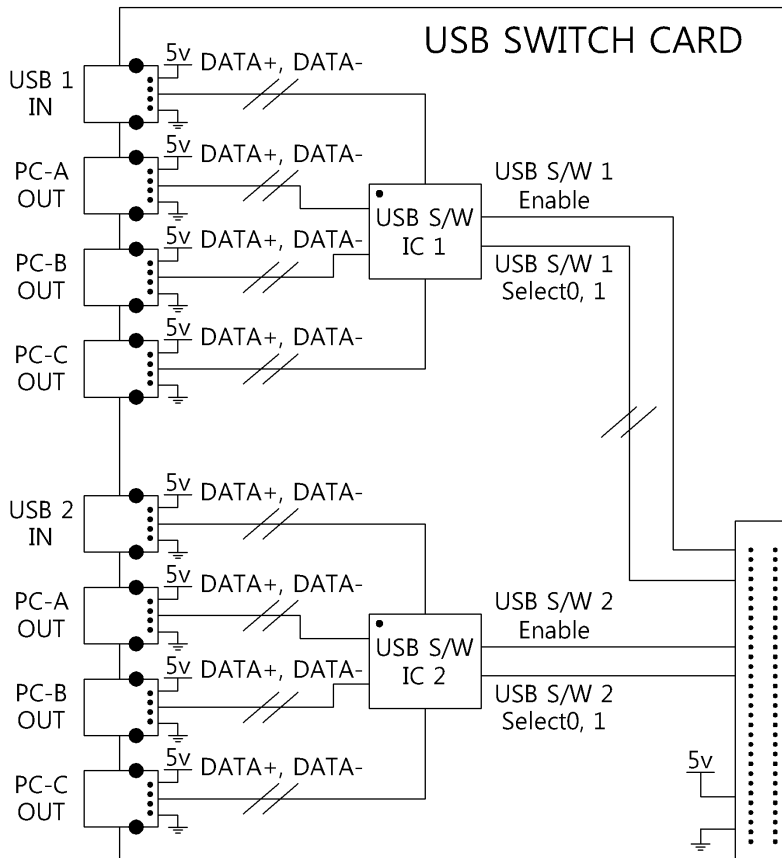 USB SWITCH CARD
USB 1
IN
5v
DATA+, DATA-
PC-A
OUT
5v
DATA+, DATA-
PC-B
OUT
5v
DATA+, DATA-
PC-C
OUT
5v
DATA+, DATA-
USB S/W
IC 1
USB S/W 1
Enable
USB S/W 1
Select0, 1
USB 2
IN
5v
DATA+, DATA-
PC-A
OUT
5v
DATA+, DATA-
PC-B
OUT
5v
DATA+, DATA-
PC-C
OUT
5v
DATA+, DATA-
USB S/W
IC 2
USB S/W 2
Enable
USB S/W 2
Select0, 1
5v